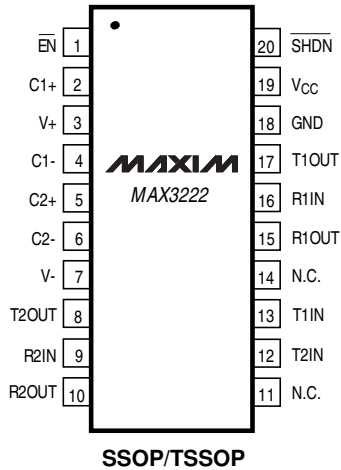 E̅N̅ 1 20 S̅H̅D̅N̅
C1+ 2 19 VCC
V+ 3 18 GND
C1- 4 MAXIM 17 T1OUT
C2+ 5 MAX3222 16 R1IN
C2- 6 15 R1OUT
V- 7 14 N.C.
T2OUT 8 13 T1IN
R2IN 9 12 T2IN
R2OUT 10 11 N.C.
SSOP/TSSOP